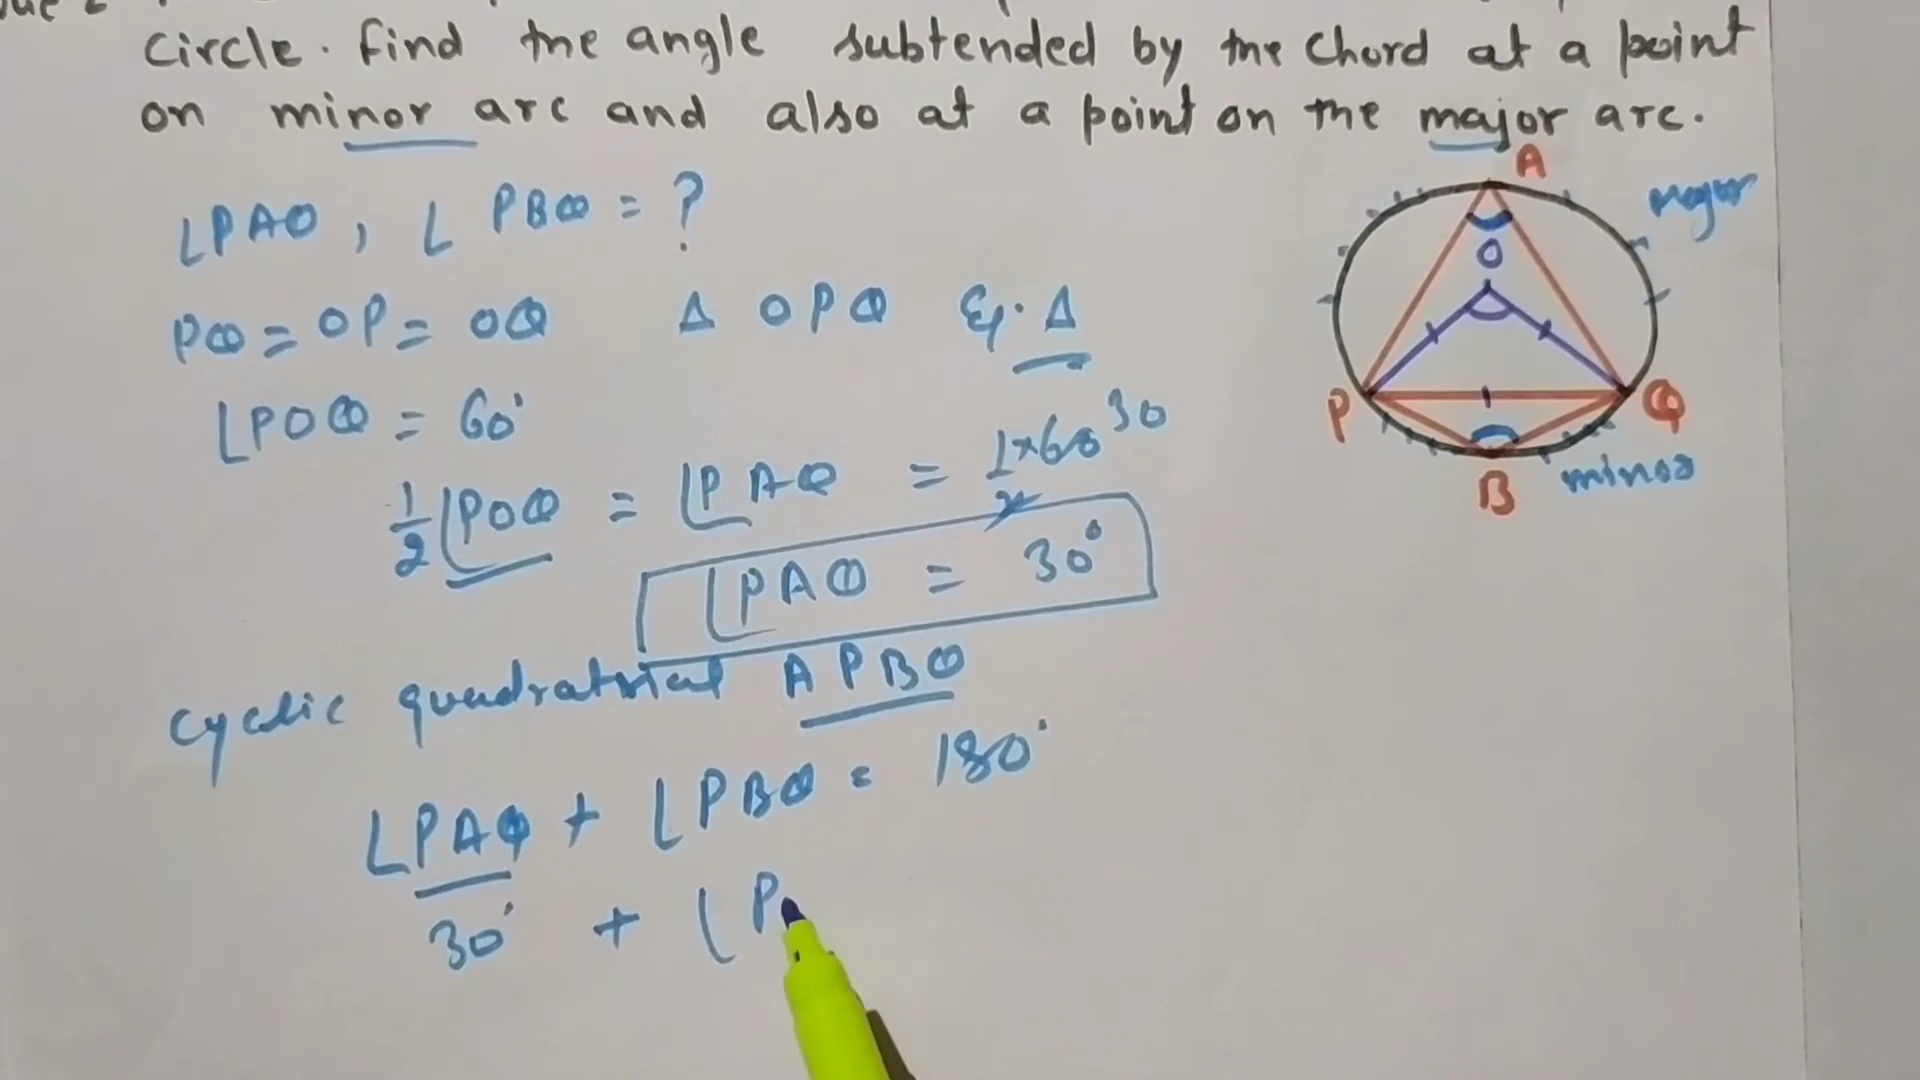 circle. Find the angle subtended by the chord at a point
on minor arc and also at a point on the major arc.
∠PAQ, ∠PBQ = ?
PQ = OP = OQ Δ OPQ Eq. Δ
∠POQ = 60°
1/2 ∠POQ = ∠PAQ = 1×60/2 30
∠PAQ = 30°
Cyclic APBQ
∠PAQ + ∠PBQ = 180°
30° + ∠P
A
major
O
P
Q
B
minor